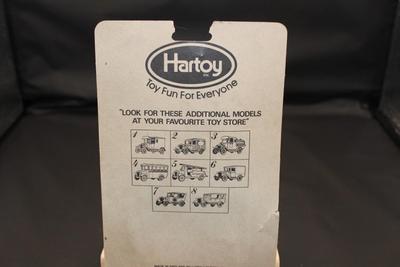 Hartoy
INC.
Toy Fun For Everyone
"LOOK FOR THESE ADDITIONAL MODELS
AT YOUR FAVOURITE TOY STORE"
1 2 3
4 5 6
7 8